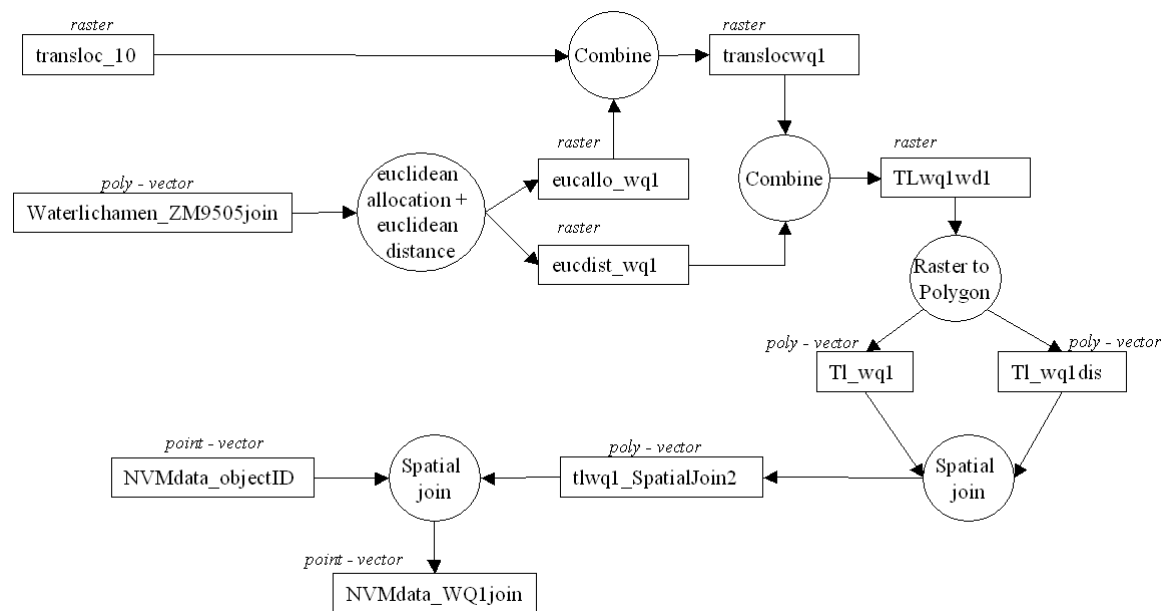 raster
transloc_10
Combine
raster
translocwq1
poly - vector
Waterlichamen_ZM9505join
euclidean
allocation +
euclidean
distance
raster
eucallo_wq1
raster
eucdist_wq1
Combine
raster
TLwq1wd1
Raster to
Polygon
poly - vector
Tl_wq1
poly - vector
Tl_wq1dis
Spatial
join
poly - vector
tlwq1_SpatialJoin2
point - vector
NVMdata_objectID
Spatial
join
point - vector
NVMdata_WQ1join